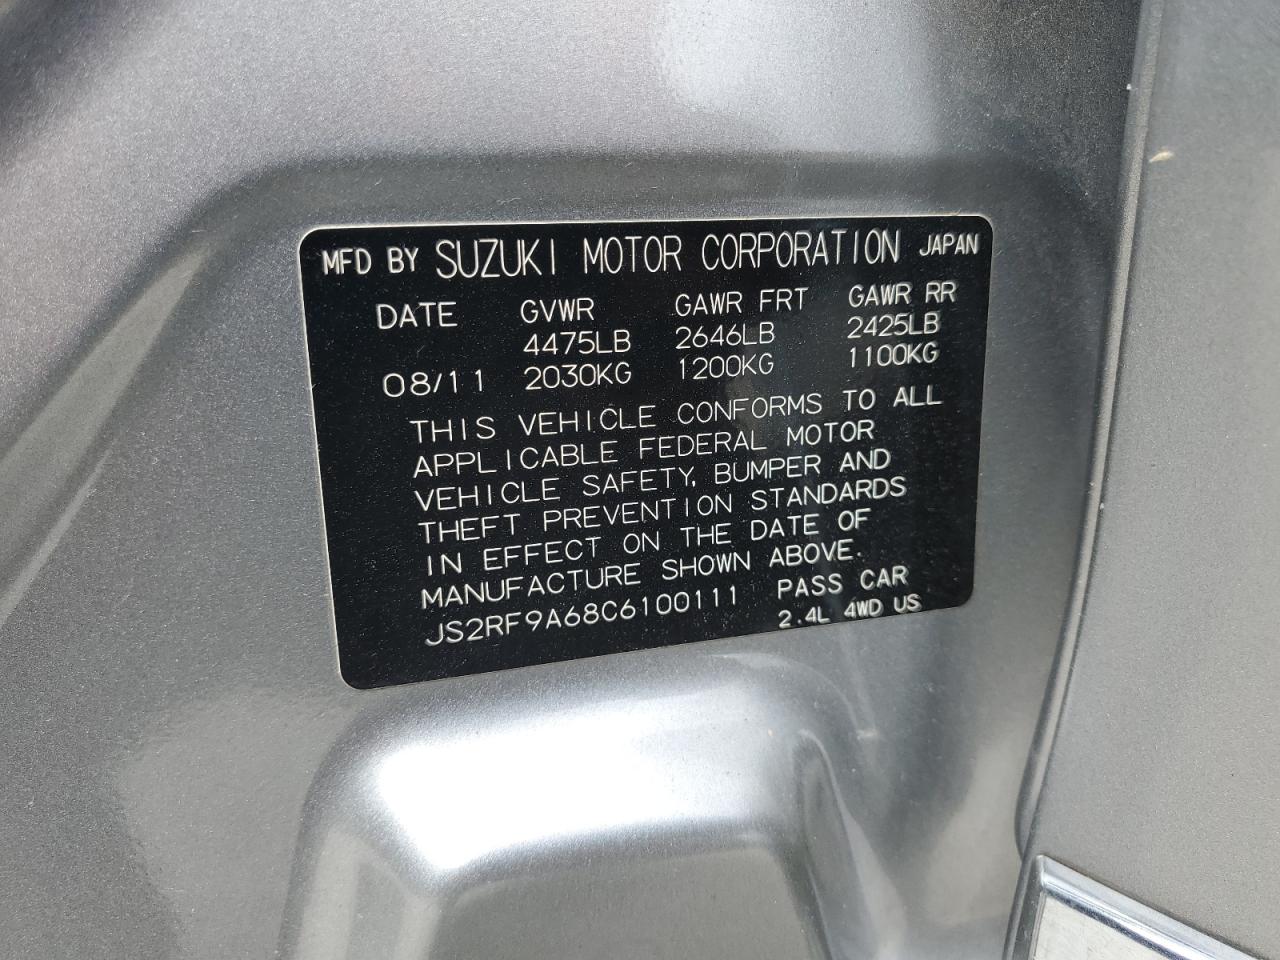 MFD BY SUZUKI MOTOR CORPORATION JAPAN
DATE GVWR GAWR FRT GAWR RR
4475LB 2646LB 2425LB
08/11 2030KG 1200KG 1100KG
THIS VEHICLE CONFORMS TO ALL
APPLICABLE FEDERAL MOTOR
VEHICLE SAFETY, BUMPER AND
THEFT PREVENTION STANDARDS
IN EFFECT ON THE DATE OF
MANUFACTURE SHOWN ABOVE.
JS2RF9A68C6100111 PASS CAR
2.4L 4WD US